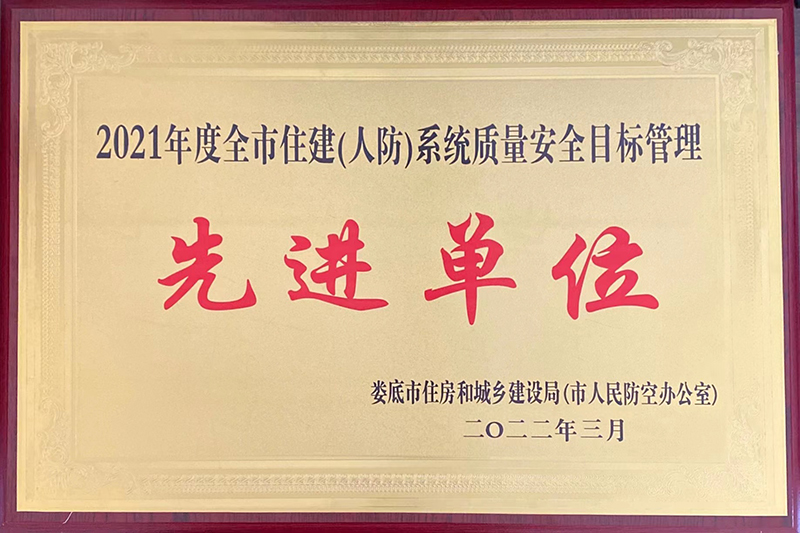 2021年度全市住建(人防)系统质量安全目标管理
先进单位
娄底市住房和城乡建设局(市人民防空办公室)
二〇二二年三月